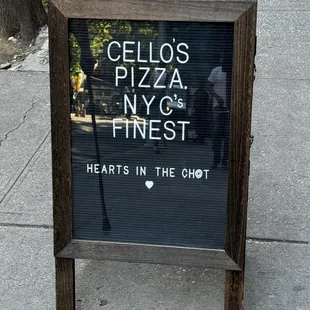 CELLO'S
PIZZA.
NYC's
FINEST
HEARTS IN THE CHOT
♥